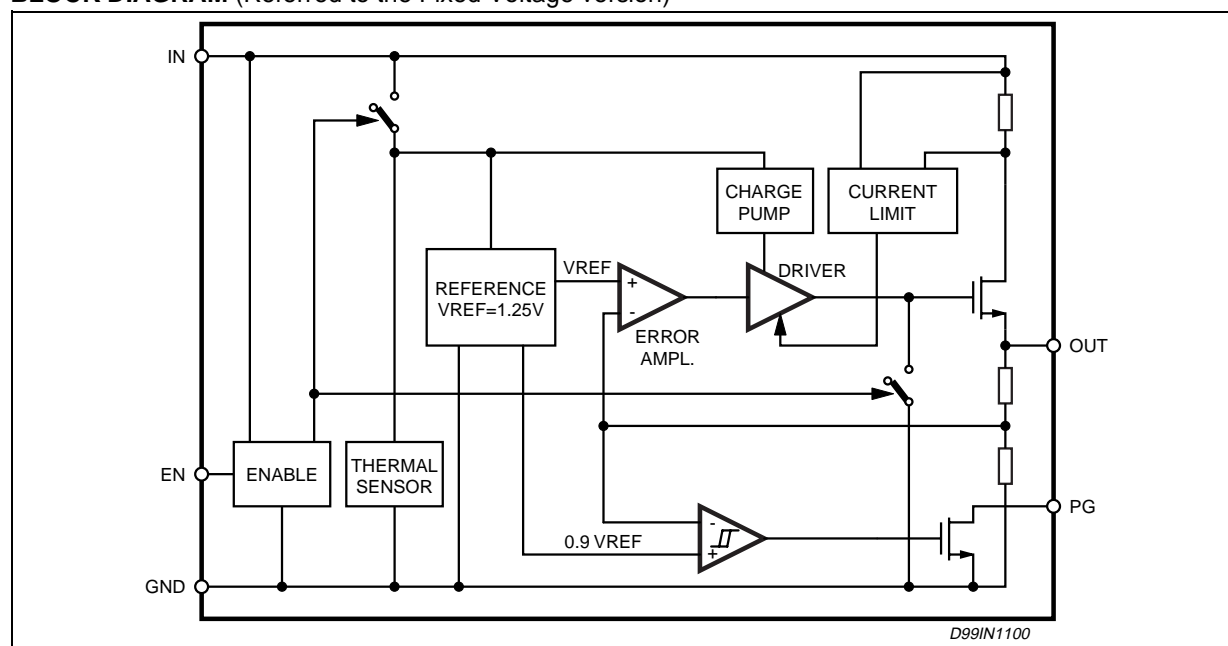 BLOCK DIAGRAM (Referred to the Fixed Voltage Version)
IN
CHARGE
PUMP
CURRENT
LIMIT
REFERENCE
VREF=1.25V
VREF
+
-
ERROR
AMPL.
DRIVER
OUT
EN
ENABLE
THERMAL
SENSOR
0.9 VREF
-
+
PG
GND
D99IN1100